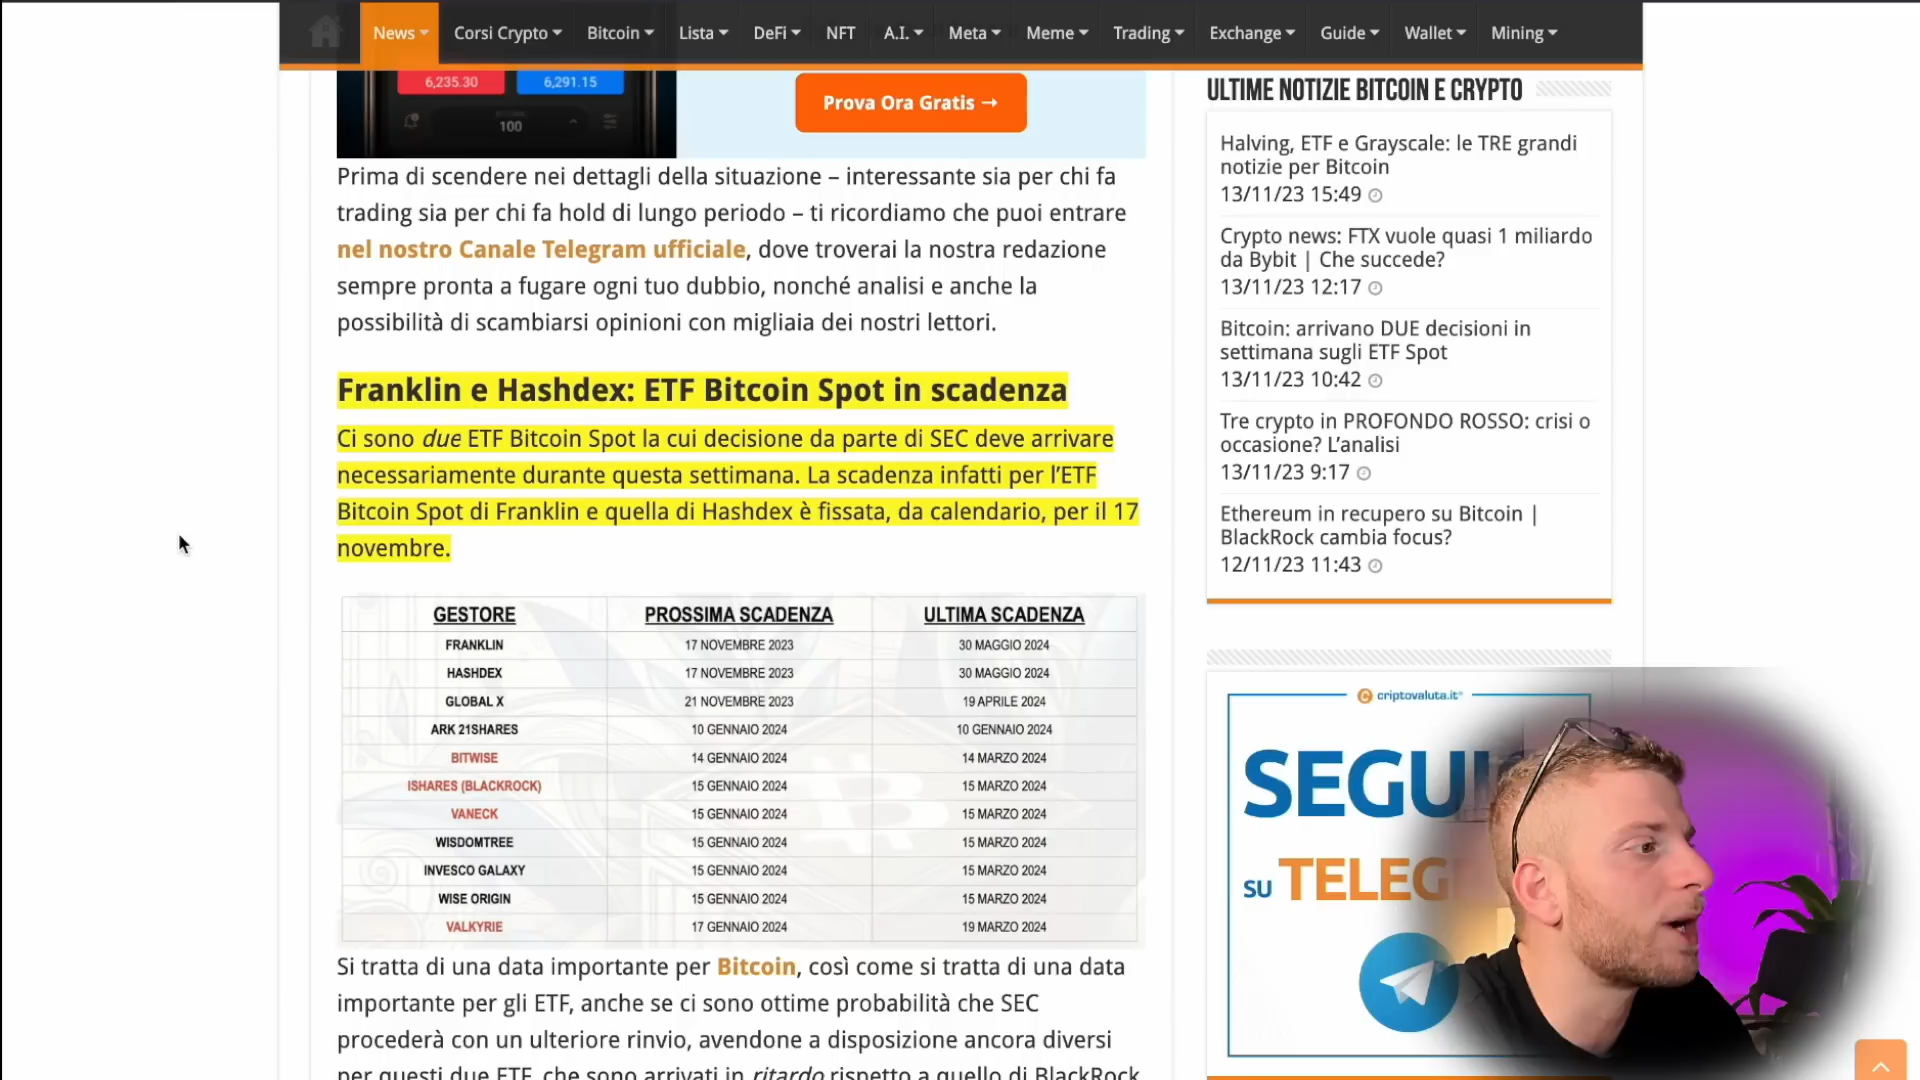 News
Corsi Crypto
Bitcoin
Lista
DeFi
NFT
A.I.
Meta
Meme
Trading
Exchange
Guide
Wallet
Mining
6,235.30
6,291.15
100
Prova Ora Gratis →
Prima di scendere nei dettagli della situazione – interessante sia per chi fa
trading sia per chi fa hold di lungo periodo – ti ricordiamo che puoi entrare
nel nostro Canale Telegram ufficiale, dove troverai la nostra redazione
sempre pronta a fugare ogni tuo dubbio, nonché analisi e anche la
possibilità di scambiarsi opinioni con migliaia dei nostri lettori.
Franklin e Hashdex: ETF Bitcoin Spot in scadenza
Ci sono due ETF Bitcoin Spot la cui decisione da parte di SEC deve arrivare
necessariamente durante questa settimana. La scadenza infatti per l’ETF
Bitcoin Spot di Franklin e quella di Hashdex è fissata, da calendario, per il 17
novembre.
GESTORE PROSSIMA SCADENZA ULTIMA SCADENZA
FRANKLIN 17 NOVEMBRE 2023 30 MAGGIO 2024
HASHDEX 17 NOVEMBRE 2023 30 MAGGIO 2024
GLOBAL X 21 NOVEMBRE 2023 19 APRILE 2024
ARK 21SHARES 10 GENNAIO 2024 10 GENNAIO 2024
BITWISE 14 GENNAIO 2024 14 MARZO 2024
ISHARES (BLACKROCK) 15 GENNAIO 2024 15 MARZO 2024
VANECK 15 GENNAIO 2024 15 MARZO 2024
WISDOMTREE 15 GENNAIO 2024 15 MARZO 2024
INVESCO GALAXY 15 GENNAIO 2024 15 MARZO 2024
WISE ORIGIN 15 GENNAIO 2024 15 MARZO 2024
VALKYRIE 17 GENNAIO 2024 19 MARZO 2024
Si tratta di una data importante per Bitcoin, così come si tratta di una data
importante per gli ETF, anche se ci sono ottime probabilità che SEC
procederà con un ulteriore rinvio, avendone a disposizione ancora diversi
per questi due ETF, che sono arrivati in ritardo rispetto a quello di BlackRock
ULTIME NOTIZIE BITCOIN E CRYPTO
Halving, ETF e Grayscale: le TRE grandi
notizie per Bitcoin
13/11/23 15:49
Crypto news: FTX vuole quasi 1 miliardo
da Bybit | Che succede?
13/11/23 12:17
Bitcoin: arrivano DUE decisioni in
settimana sugli ETF Spot
13/11/23 10:42
Tre crypto in PROFONDO ROSSO: crisi o
occasione? L’analisi
13/11/23 9:17
Ethereum in recupero su Bitcoin |
BlackRock cambia focus?
12/11/23 11:43
criptovaluta.it
SEGUI
SU TELEG